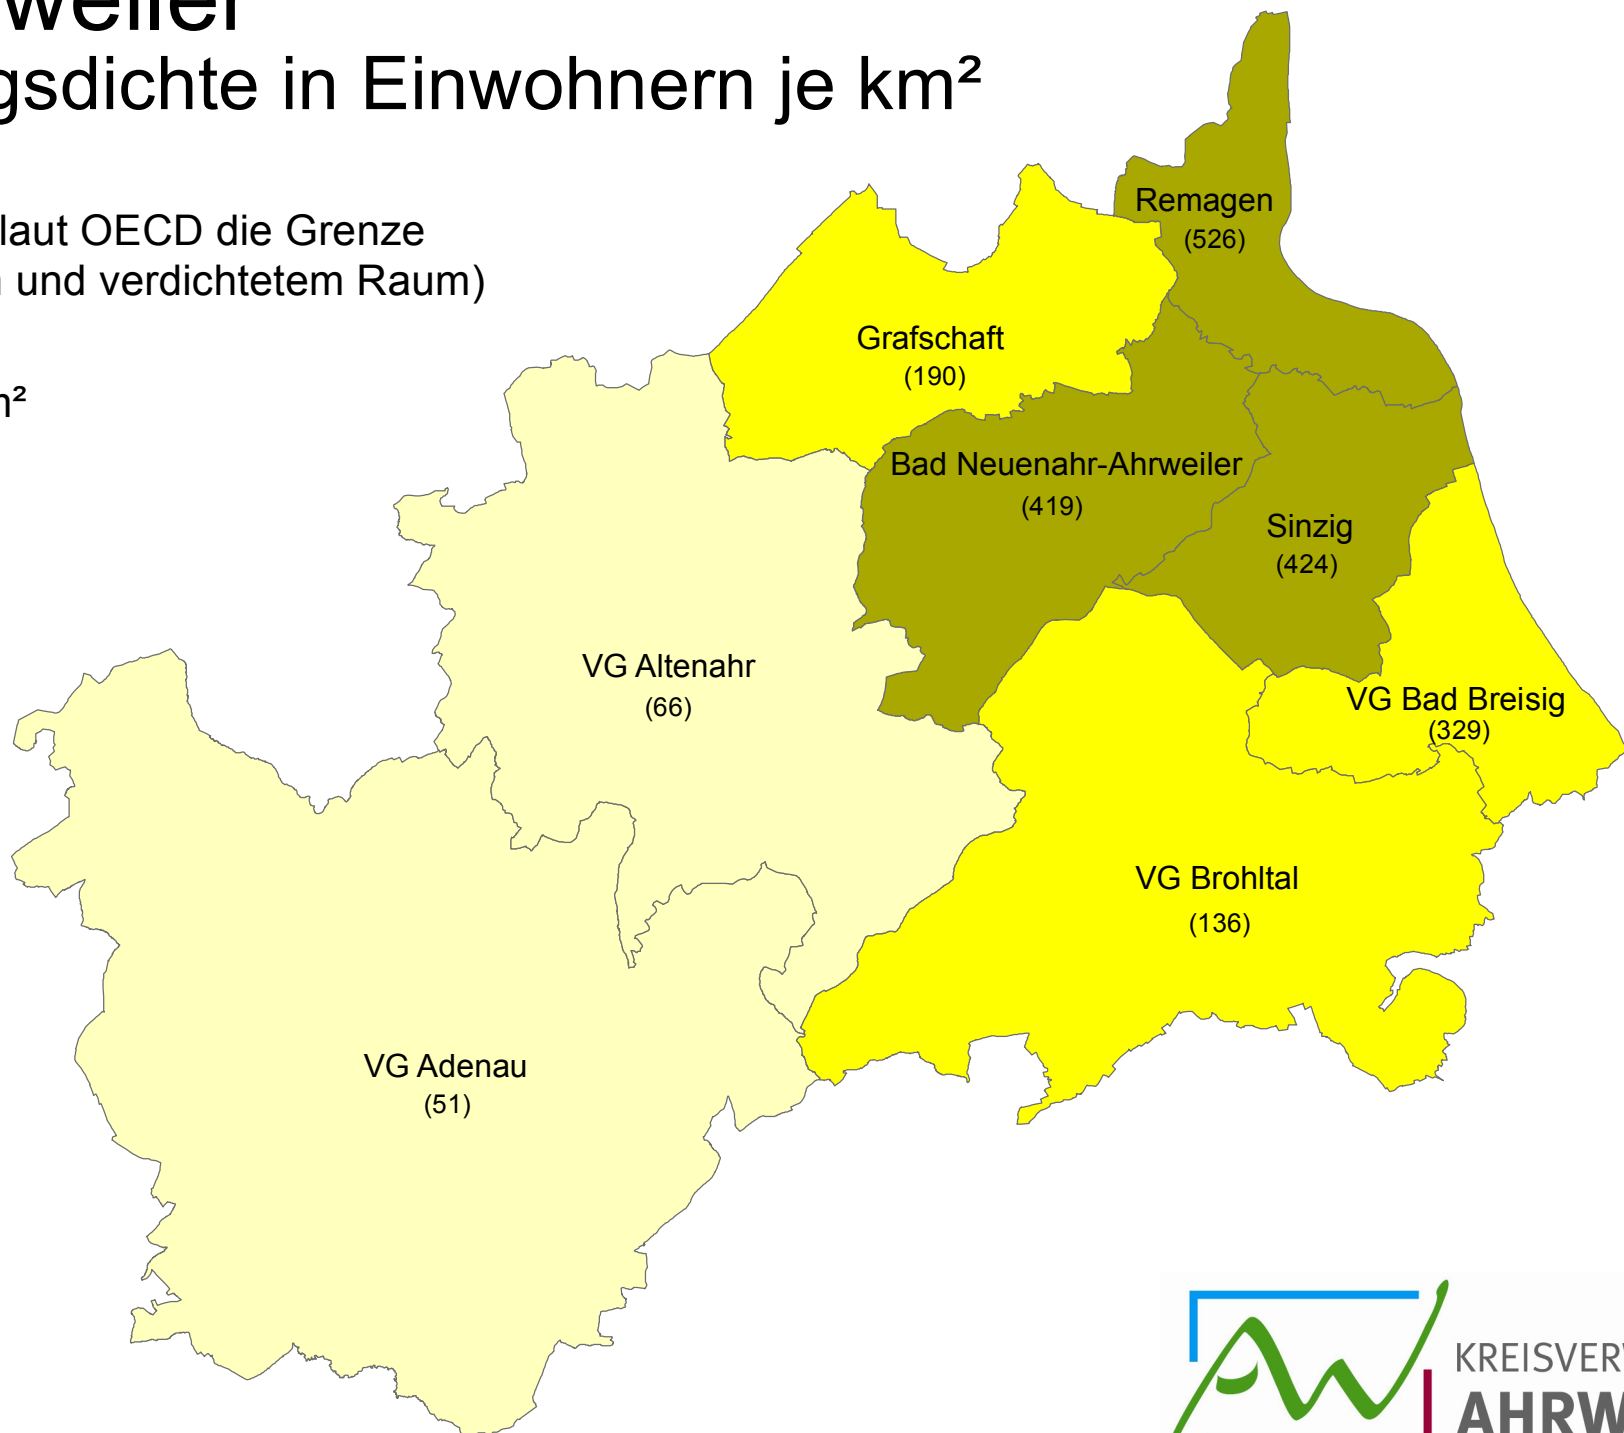 weiler
gsdichte in Einwohnern je km²
laut OECD die Grenze
und verdichtetem Raum)
m²
Remagen
(526)
Grafschaft
(190)
Bad Neuenahr-Ahrweiler
(419)
Sinzig
(424)
VG Altenahr
(66)
VG Bad Breisig
(329)
VG Brohltal
(136)
VG Adenau
(51)
AW
KREISVER
AHRW